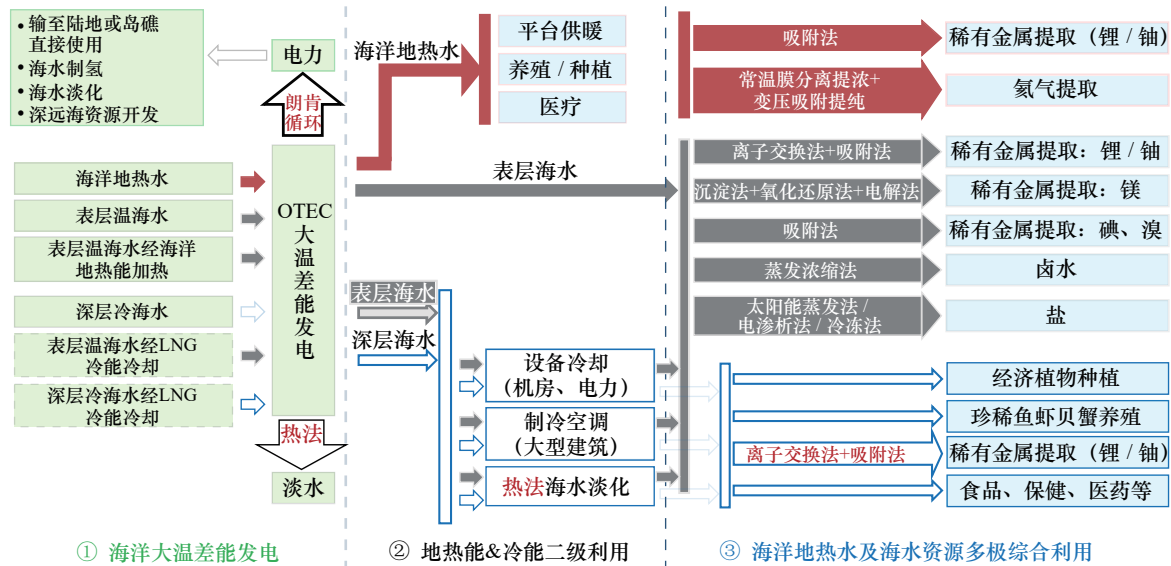 • 输至陆地或岛礁
直接使用
• 海水制氢
• 海水淡化
• 深远海资源开发
电力
朗肯
循环
海洋地热水
表层温海水
表层温海水经海洋
地热能加热
深层冷海水
表层温海水经LNG
冷能冷却
深层冷海水经LNG
冷能冷却
OTEC
大
温
差
能
发
电
热法
淡水
① 海洋大温差能发电
海洋地热水
平台供暖
养殖 / 种植
医疗
表层海水
表层海水
深层海水
设备冷却
(机房、电力)
制冷空调
(大型建筑)
热法海水淡化
② 地热能&冷能二级利用
吸附法
稀有金属提取（锂 / 铀）
常温膜分离提浓+
变压吸附提纯
氦气提取
离子交换法+吸附法
稀有金属提取：锂 / 铀
沉淀法+氧化还原法+电解法
稀有金属提取：镁
吸附法
稀有金属提取：碘、溴
蒸发浓缩法
卤水
太阳能蒸发法 /
电渗析法 / 冷冻法
盐
经济植物种植
珍稀鱼虾贝蟹养殖
离子交换法+吸附法
稀有金属提取（锂 / 铀）
食品、保健、医药等
③ 海洋地热水及海水资源多极综合利用